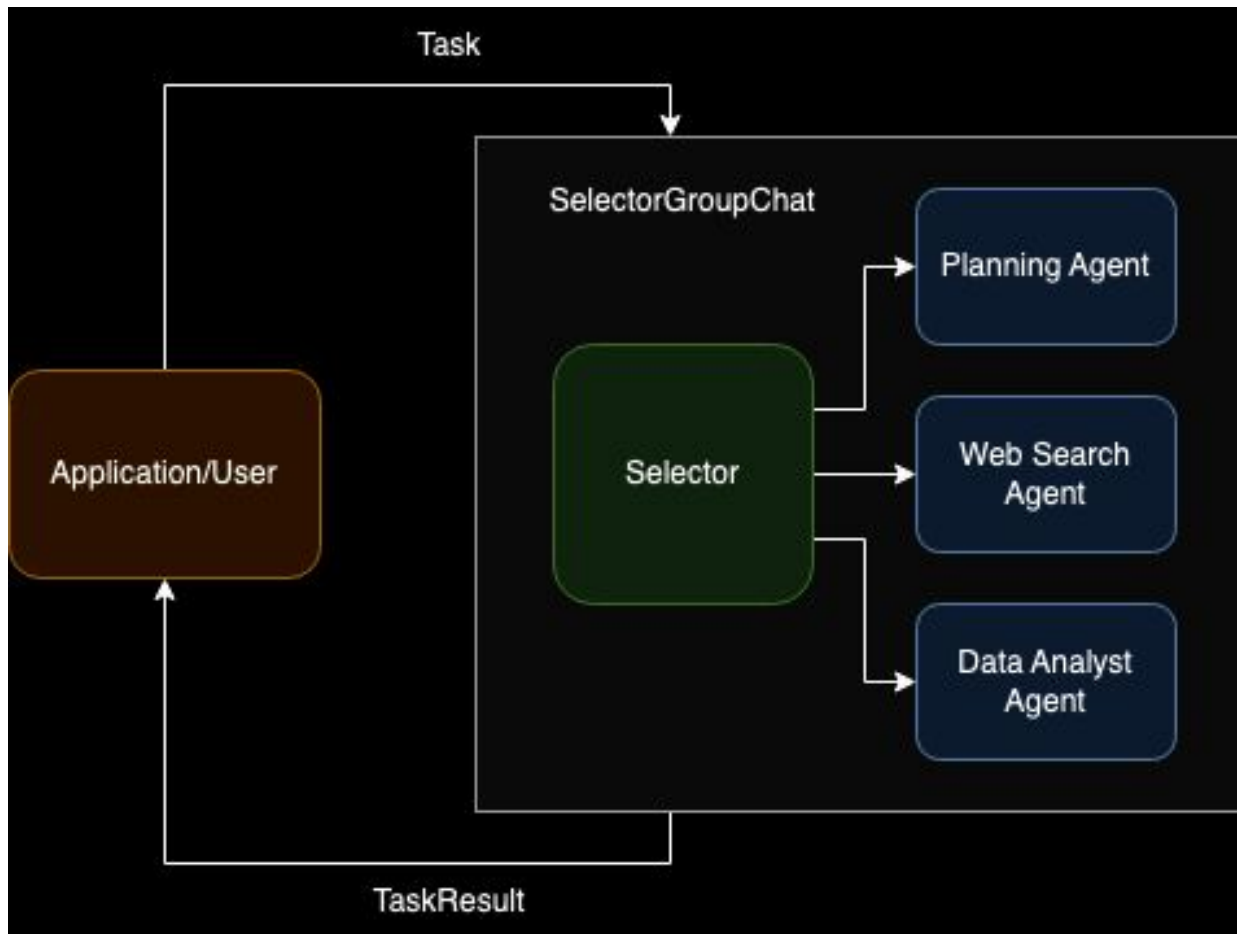 Task
SelectorGroupChat
Planning Agent
Application/User
Selector
Web Search
Agent
Data Analyst
Agent
TaskResult